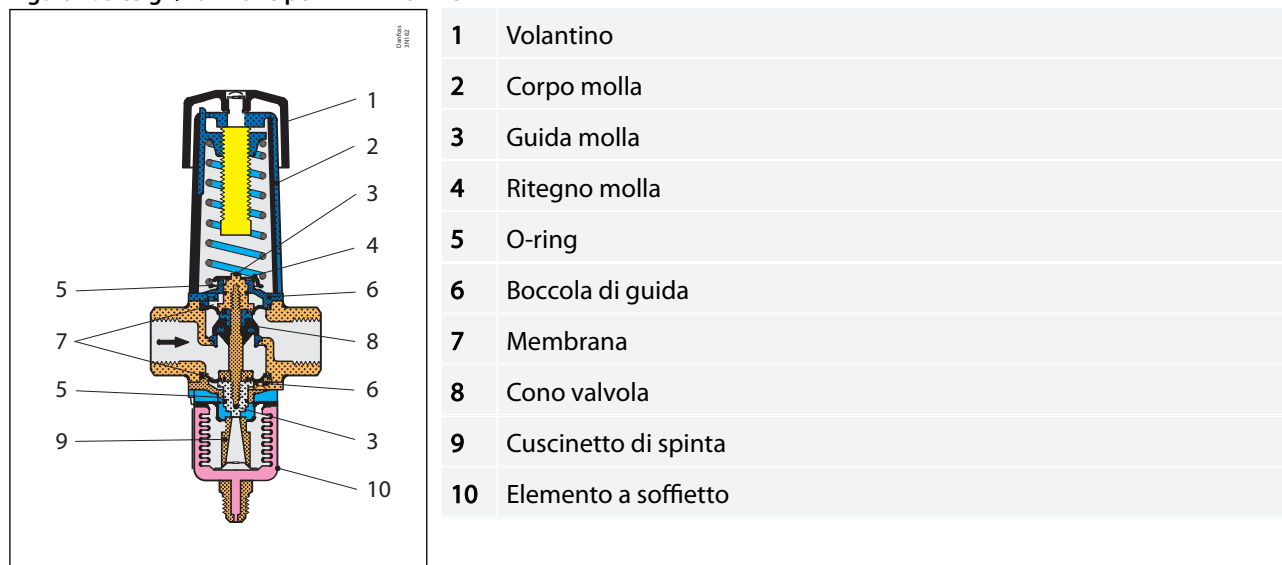 Danfoss
3N162
1
2
3
4
5
6
7
8
5
6
9
3
10
1 Volantino
2 Corpo molla
3 Guida molla
4 Ritegno molla
5 O-ring
6 Boccola di guida
7 Membrana
8 Cono valvola
9 Cuscinetto di spinta
10 Elemento a soffietto